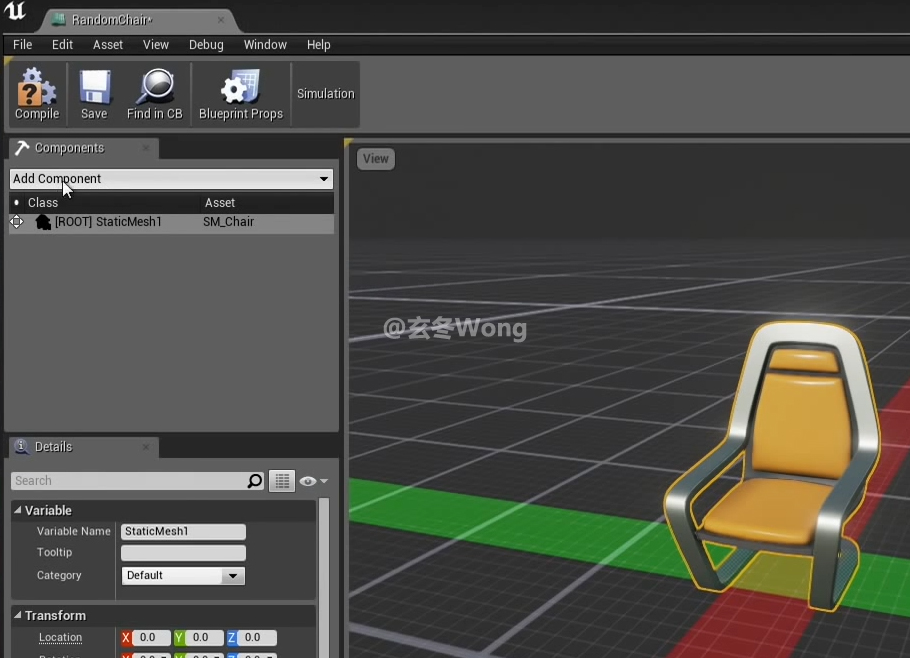 RandomChair*
File Edit Asset View Debug Window Help
Compile Save Find in CB Blueprint Props Simulation
Components
View
Add Component
Class Asset
[ROOT] StaticMesh1 SM_Chair
@玄冬Wong
Details
Search
Variable
Variable Name StaticMesh1
Tooltip
Category Default
Transform
Location X 0.0 Y 0.0 Z 0.0